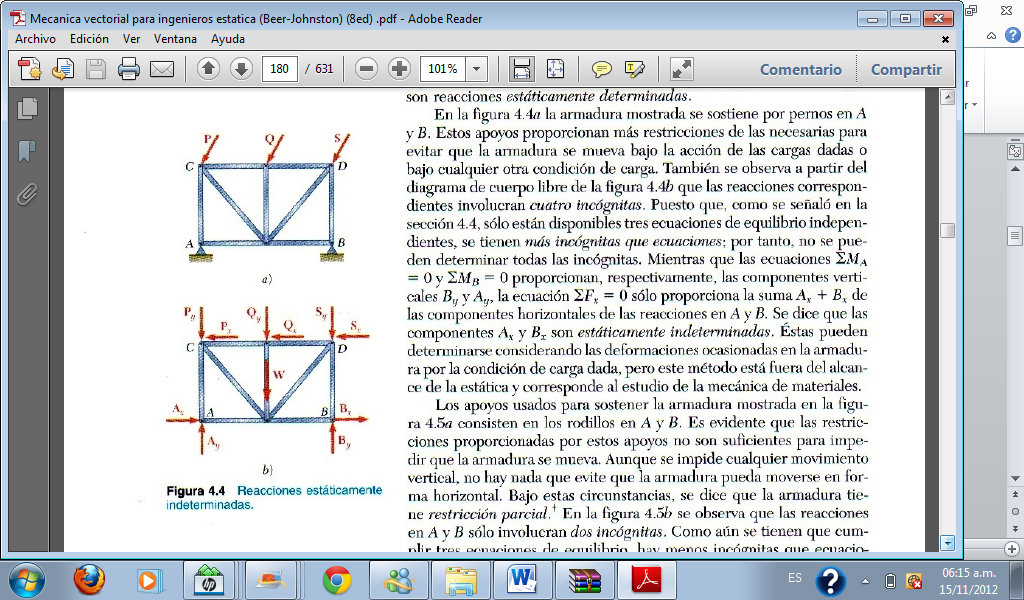 Mecanica vectorial para ingenieros estatica (Beer-Johnston) (8ed) .pdf - Adobe Reader
Archivo Edición Ver Ventana Ayuda
180 / 631 101% Comentario Compartir
son reacciones estáticamente determinadas.
En la figura 4.4a la armadura mostrada se sostiene por pernos en A
y B. Estos apoyos proporcionan más restricciones de las necesarias para
evitar que la armadura se mueva bajo la acción de las cargas dadas o
bajo cualquier otra condición de carga. También se observa a partir del
diagrama de cuerpo libre de la figura 4.4b que las reacciones correspon-
dientes involucran cuatro incógnitas. Puesto que, como se señaló en la
sección 4.4, sólo están disponibles tres ecuaciones de equilibrio indepen-
dientes, se tienen más incógnitas que ecuaciones; por tanto, no se pue-
den determinar todas las incógnitas. Mientras que las ecuaciones ΣM_A
= 0 y ΣM_B = 0 proporcionan, respectivamente, las componentes verti-
cales B_y y A_y, la ecuación ΣF_x = 0 sólo proporciona la suma A_x + B_x de
las componentes horizontales de las reacciones en A y B. Se dice que las
componentes A_x y B_x son estáticamente indeterminadas. Éstas pueden
determinarse considerando las deformaciones ocasionadas en la armadu-
ra por la condición de carga dada, pero este método está fuera del alcan-
ce de la estática y corresponde al estudio de la mecánica de materiales.
Los apoyos usados para sostener la armadura mostrada en la figu-
ra 4.5a consisten en los rodillos en A y B. Es evidente que las restric-
ciones proporcionadas por estos apoyos no son suficientes para impe-
dir que la armadura se mueva. Aunque se impide cualquier movimiento
vertical, no hay nada que evite que la armadura pueda moverse en for-
ma horizontal. Bajo estas circunstancias, se dice que la armadura tie-
ne restricción parcial.† En la figura 4.5b se observa que las reacciones
en A y B sólo involucran dos incógnitas. Como aún se tienen que cum-
plir tres ecuaciones de equilibrio, hay menos incógnitas que ecuacio-
P Q S
C D
A B
a)
P_y Q_y S_y
P_x Q_x S_x
C D
W
A_x A B B_x
A_y B_y
b)
Figura 4.4 Reacciones estáticamente
indeterminadas.
hp
ES 06:15 a.m.
15/11/2012